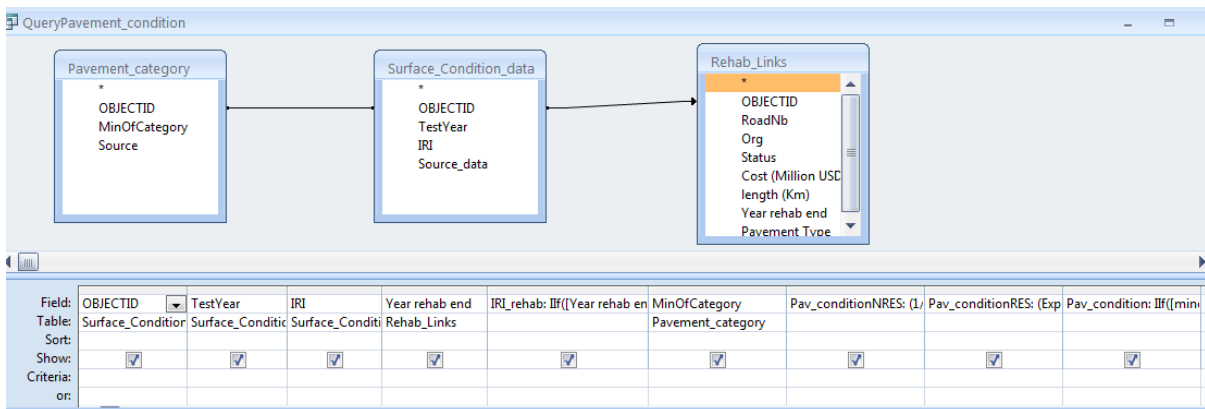 QueryPavement_condition
Pavement_category
*
OBJECTID
MinOfCategory
Source
Surface_Condition_data
*
OBJECTID
TestYear
IRI
Source_data
Rehab_Links
*
OBJECTID
RoadNb
Org
Status
Cost (Million USD
length (Km)
Year rehab end
Pavement Type
Field: OBJECTID TestYear IRI Year rehab end IRI_rehab: IIf([Year rehab en MinOfCategory Pav_conditionNRES: (1/ Pav_conditionRES: (Exp Pav_condition: IIf([min
Table: Surface_Condition Surface_Conditic Surface_Conditi Rehab_Links Pavement_category
Sort:
Show:
Criteria:
or: